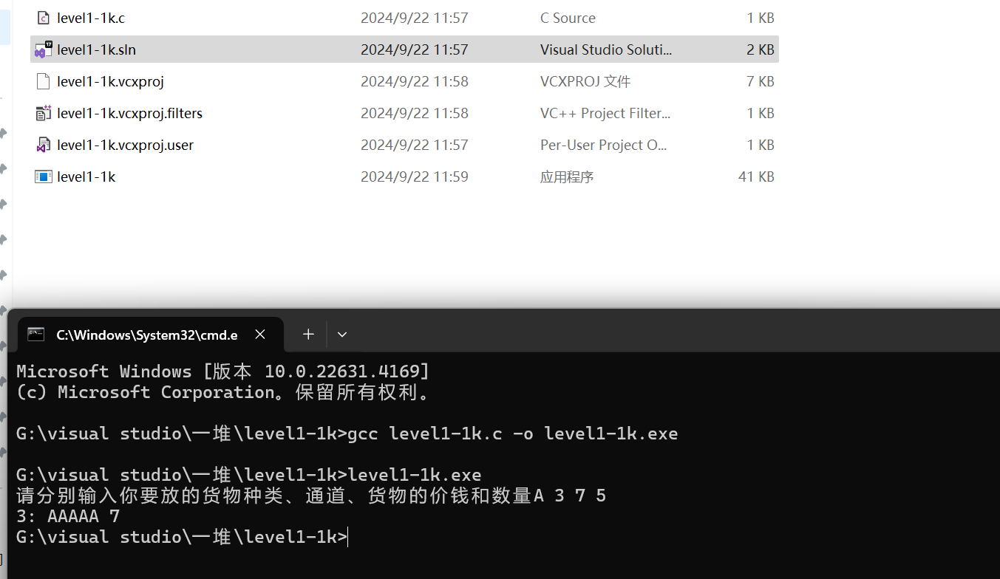 level1-1k.c 2024/9/22 11:57 C Source 1 KB
level1-1k.sln 2024/9/22 11:57 Visual Studio Soluti... 2 KB
level1-1k.vcxproj 2024/9/22 11:58 VCXPROJ 文件 7 KB
level1-1k.vcxproj.filters 2024/9/22 11:58 VC++ Project Filter... 1 KB
level1-1k.vcxproj.user 2024/9/22 11:57 Per-User Project O... 1 KB
level1-1k 2024/9/22 11:59 应用程序 41 KB
C:\Windows\System32\cmd.e
Microsoft Windows [版本 10.0.22631.4169]
(c) Microsoft Corporation。保留所有权利。
G:\visual studio\一堆\level1-1k>gcc level1-1k.c -o level1-1k.exe
G:\visual studio\一堆\level1-1k>level1-1k.exe
请分别输入你要放的货物种类、通道、货物的价钱和数量A 3 7 5
3: AAAAA 7
G:\visual studio\一堆\level1-1k>